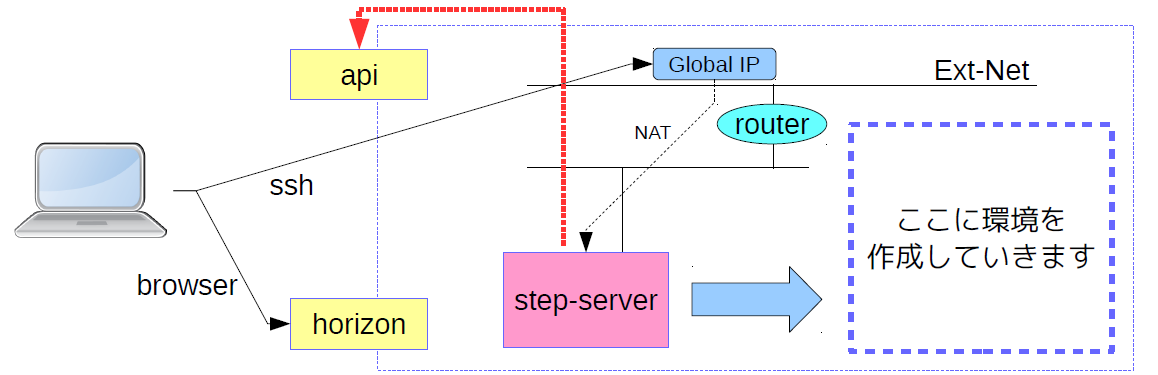 api
Global IP
Ext-Net
router
NAT
ssh
ここに環境を
作成していきます
browser
step-server
horizon